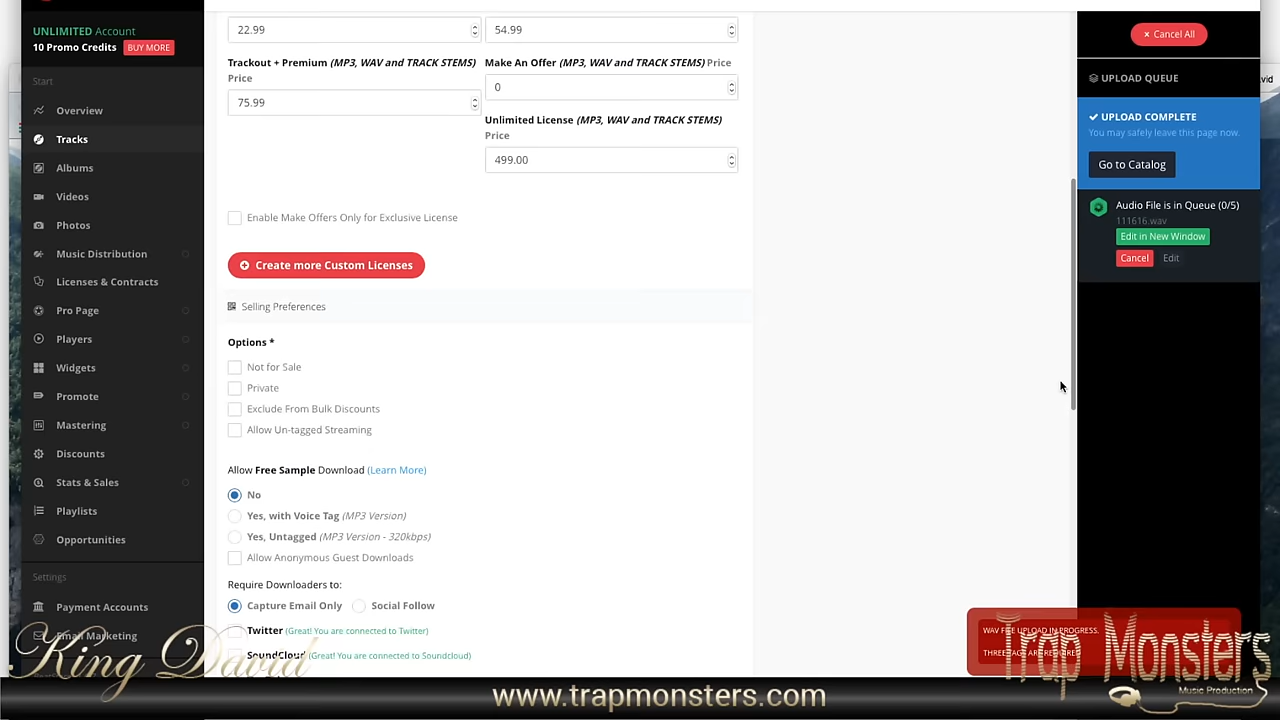 UNLIMITED Account
10 Promo Credits BUY MORE
Start
Overview
Tracks
Albums
Videos
Photos
Music Distribution
Licenses & Contracts
Pro Page
Players
Widgets
Promote
Mastering
Discounts
Stats & Sales
Playlists
Opportunities
Settings
Payment Accounts
Email Marketing
22.99 54.99
Trackout + Premium (MP3, WAV and TRACK STEMS)
Price
75.99
Make An Offer (MP3, WAV and TRACK STEMS) Price
0
Unlimited License (MP3, WAV and TRACK STEMS)
Price
499.00
Enable Make Offers Only for Exclusive License
Create more Custom Licenses
Selling Preferences
Options *
Not for Sale
Private
Exclude From Bulk Discounts
Allow Un-tagged Streaming
Allow Free Sample Download (Learn More)
No
Yes, with Voice Tag (MP3 Version)
Yes, Untagged (MP3 Version - 320kbps)
Allow Anonymous Guest Downloads
Require Downloaders to:
Capture Email Only Social Follow
Twitter (Great! You are connected to Twitter)
SoundCloud (Great! You are connected to Soundcloud)
× Cancel All
UPLOAD QUEUE
UPLOAD COMPLETE
You may safely leave this page now.
Go to Catalog
Audio File is in Queue (0/5)
111616.wav
Edit in New Window
Cancel Edit
vid
WAV FILE UPLOAD IN PROGRESS.
King David
Trap Monsters
Music Production
www.trapmonsters.com